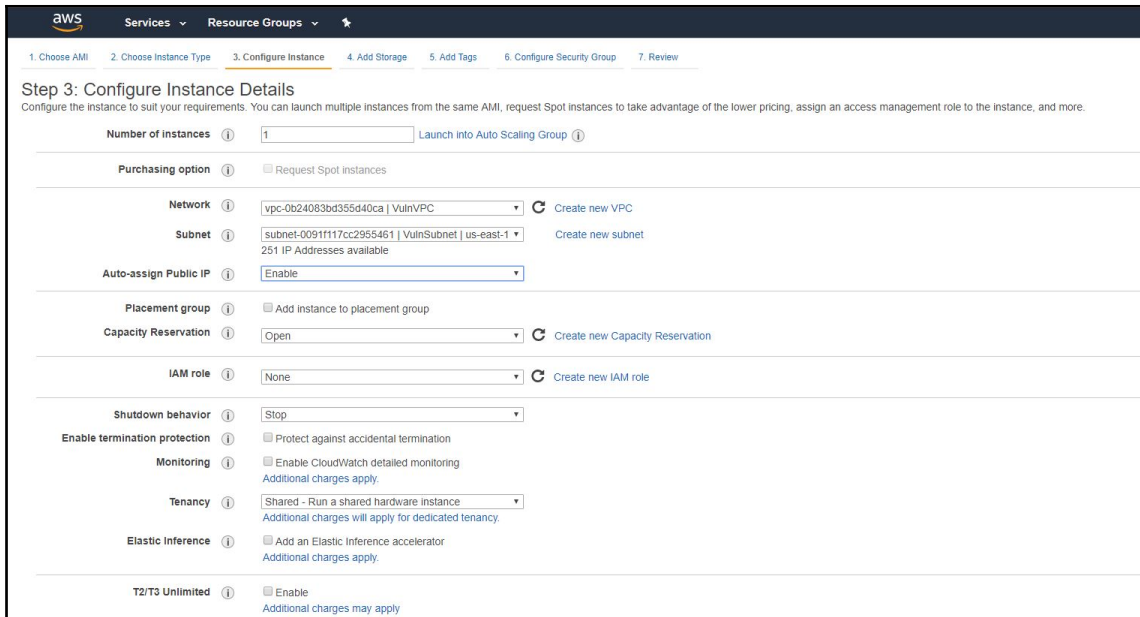 aws Services Resource Groups
1. Choose AMI 2. Choose Instance Type 3. Configure Instance 4. Add Storage 5. Add Tags 6. Configure Security Group 7. Review
Step 3: Configure Instance Details
Configure the instance to suit your requirements. You can launch multiple instances from the same AMI, request Spot instances to take advantage of the lower pricing, assign an access management role to the instance, and more.
Number of instances i 1 Launch into Auto Scaling Group i
Purchasing option i Request Spot instances
Network i vpc-0b24083bd355d40ca | VulnVPC Create new VPC
Subnet i subnet-0091f117cc2955461 | VulnSubnet | us-east-1 Create new subnet
251 IP Addresses available
Auto-assign Public IP i Enable
Placement group i Add instance to placement group
Capacity Reservation i Open Create new Capacity Reservation
IAM role i None Create new IAM role
Shutdown behavior i Stop
Enable termination protection i Protect against accidental termination
Monitoring i Enable CloudWatch detailed monitoring
Additional charges apply.
Tenancy i Shared - Run a shared hardware instance
Additional charges will apply for dedicated tenancy.
Elastic Inference i Add an Elastic Inference accelerator
Additional charges apply.
T2/T3 Unlimited i Enable
Additional charges may apply